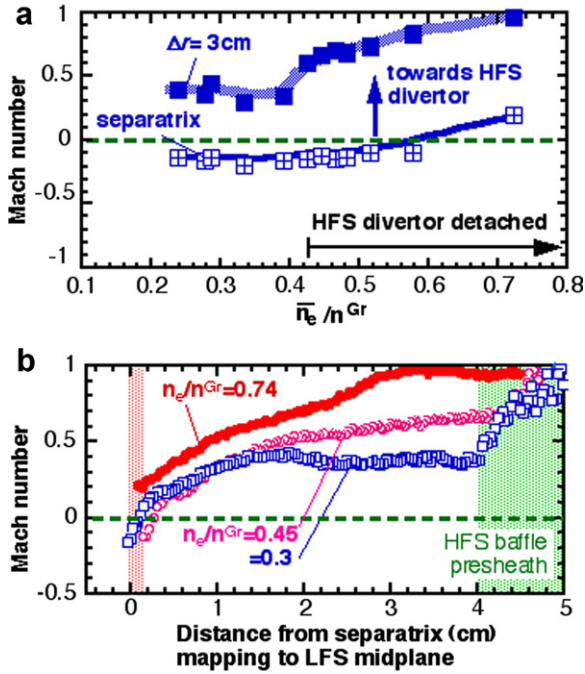 a
1
Δr= 3cm
0.5
towards HFS
divertor
separatrix
0
-0.5
HFS divertor detached
-1
0.1 0.2 0.3 0.4 0.5 0.6 0.7 0.8
n̅e/nGr
Mach number
b
1
ne/nGr=0.74
0.5
0
ne/nGr=0.45
=0.3
HFS baffle
presheath
0.5
0 1 2 3 4 5
Mach number
Distance from separatrix (cm)
mapping to LFS midplane